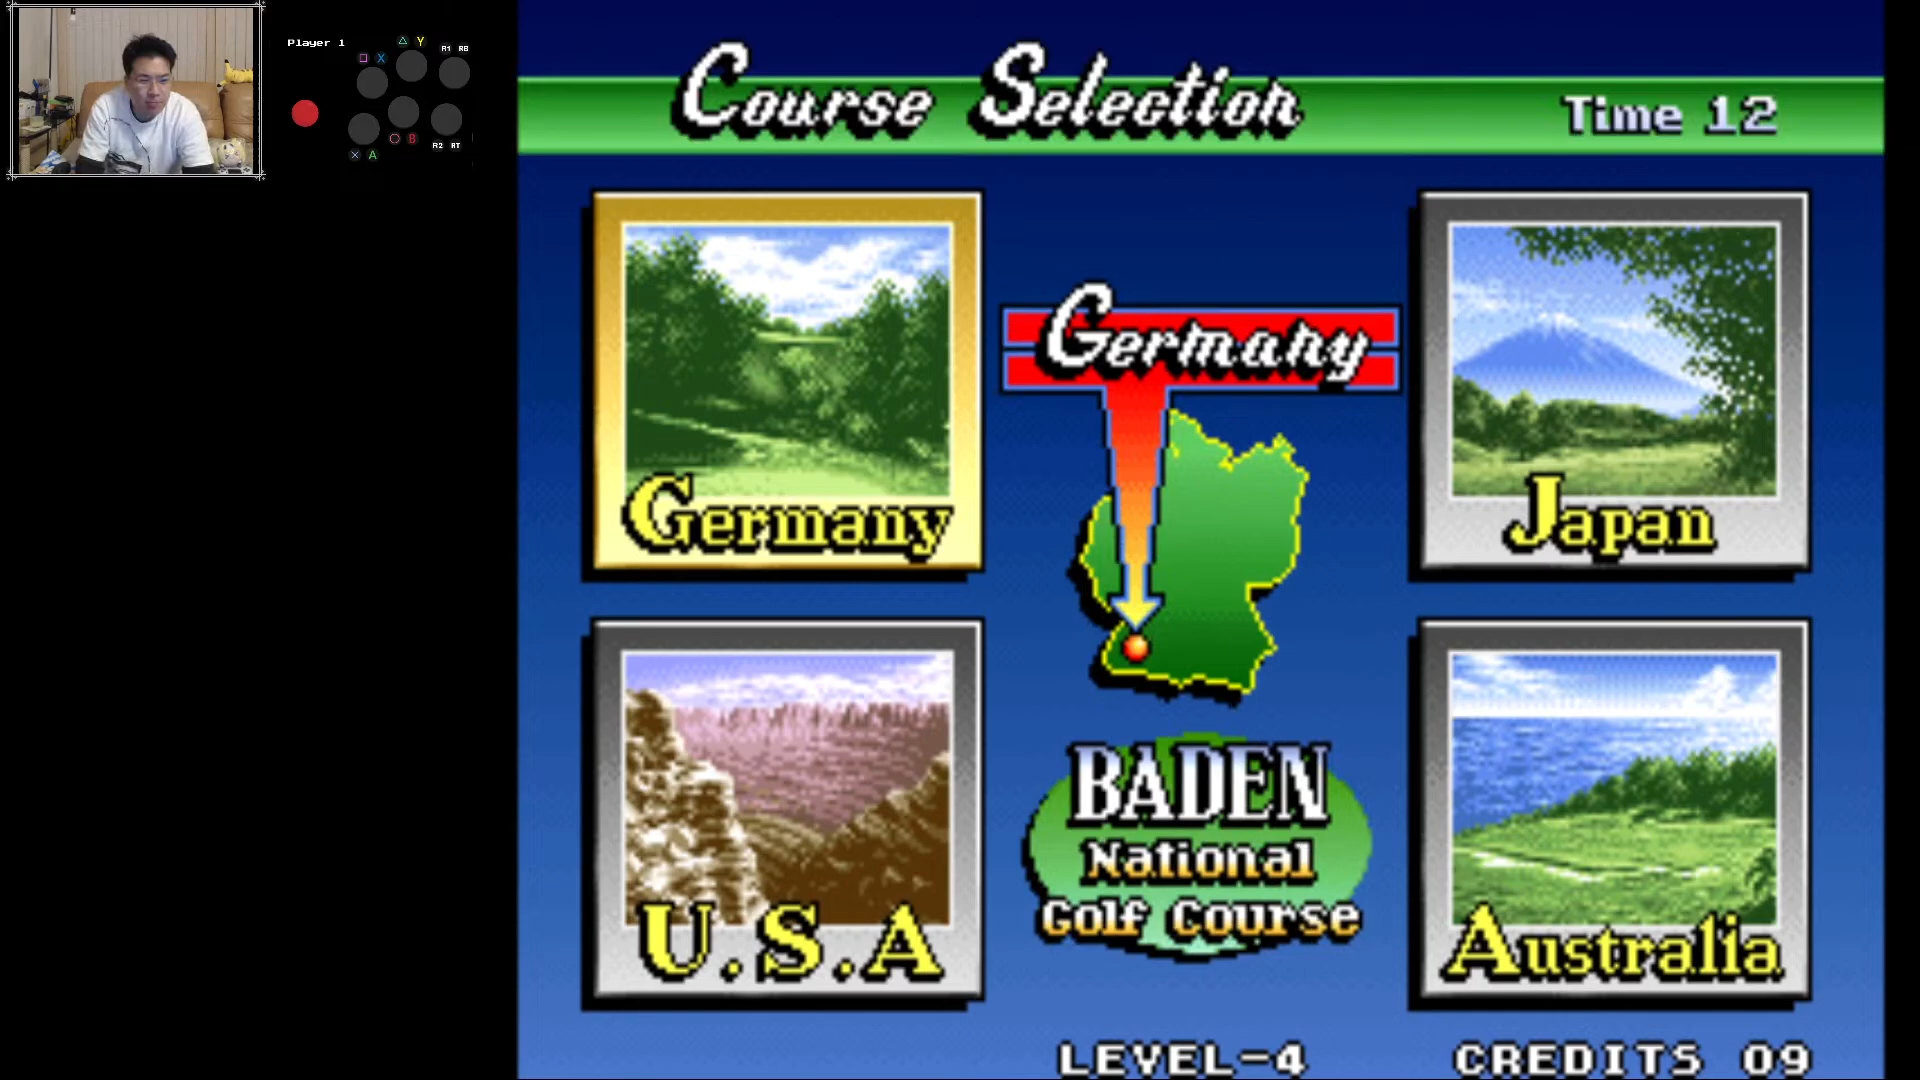 Player 1
△ Y
□ X
R1 RB
○ B
R2 RT
✕ A
Course Selection
Time 12
Germany
Germany
Japan
U.S.A
BADEN
National
Golf Course
Australia
LEVEL-4
CREDITS 09